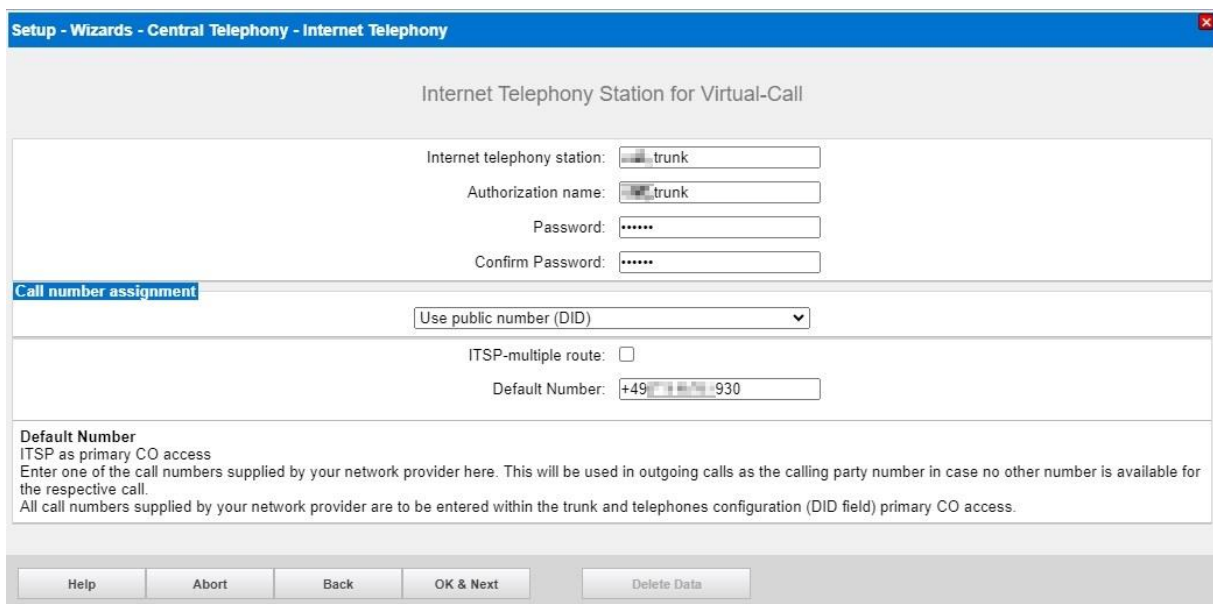 Setup - Wizards - Central Telephony - Internet Telephony
Internet Telephony Station for Virtual-Call
Internet telephony station: trunk
Authorization name: trunk
Password: ••••••
Confirm Password: ••••••
Call number assignment
Use public number (DID)
ITSP-multiple route:
Default Number: +49 930
Default Number
ITSP as primary CO access
Enter one of the call numbers supplied by your network provider here. This will be used in outgoing calls as the calling party number in case no other number is available for
the respective call.
All call numbers supplied by your network provider are to be entered within the trunk and telephones configuration (DID field) primary CO access.
Help Abort Back OK & Next Delete Data